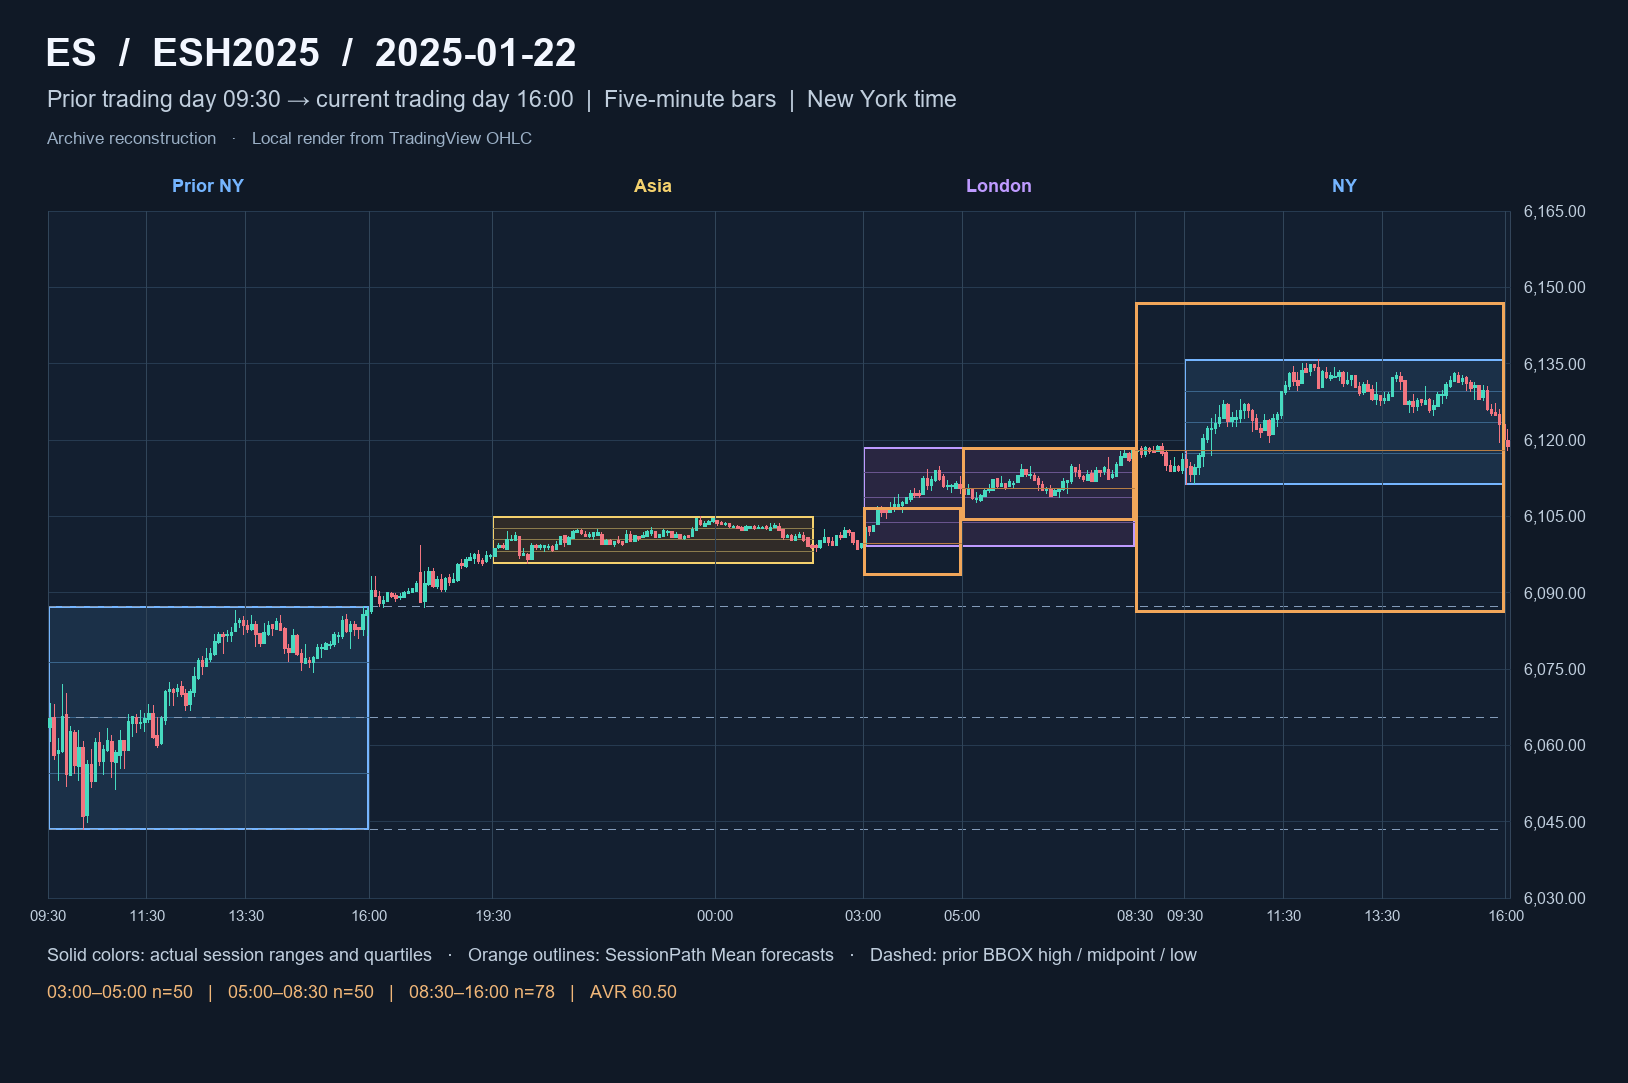 ES / ESH2025 / 2025-01-22
Prior trading day 09:30 → current trading day 16:00 | Five-minute bars | New York time
Archive reconstruction · Local render from TradingView OHLC
Prior NY Asia London NY
6,165.00
6,150.00
6,135.00
6,120.00
6,105.00
6,090.00
6,075.00
6,060.00
6,045.00
6,030.00
09:30 11:30 13:30 16:00 19:30 00:00 03:00 05:00 08:30 09:30 11:30 13:30 16:00
Solid colors: actual session ranges and quartiles · Orange outlines: SessionPath Mean forecasts · Dashed: prior BBOX high / midpoint / low
03:00–05:00 n=50 | 05:00–08:30 n=50 | 08:30–16:00 n=78 | AVR 60.50